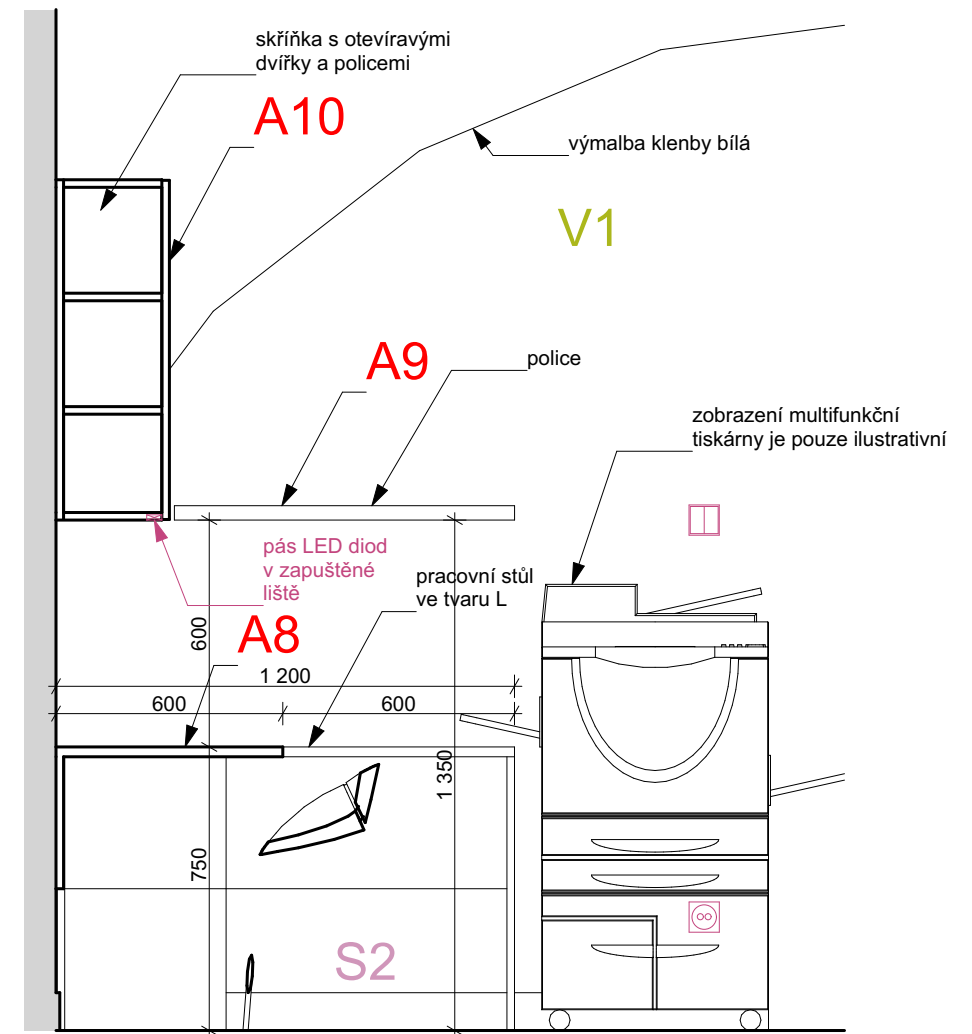 skříňka s otevíravými
dvířky a policemi
A10
výmalba klenby bílá
V1
A9
police
zobrazení multifunkční
tiskárny je pouze ilustrativní
pás LED diod
v zapuštěné
liště
pracovní stůl
ve tvaru L
600
A8
1 200
600
600
1 350
750
S2